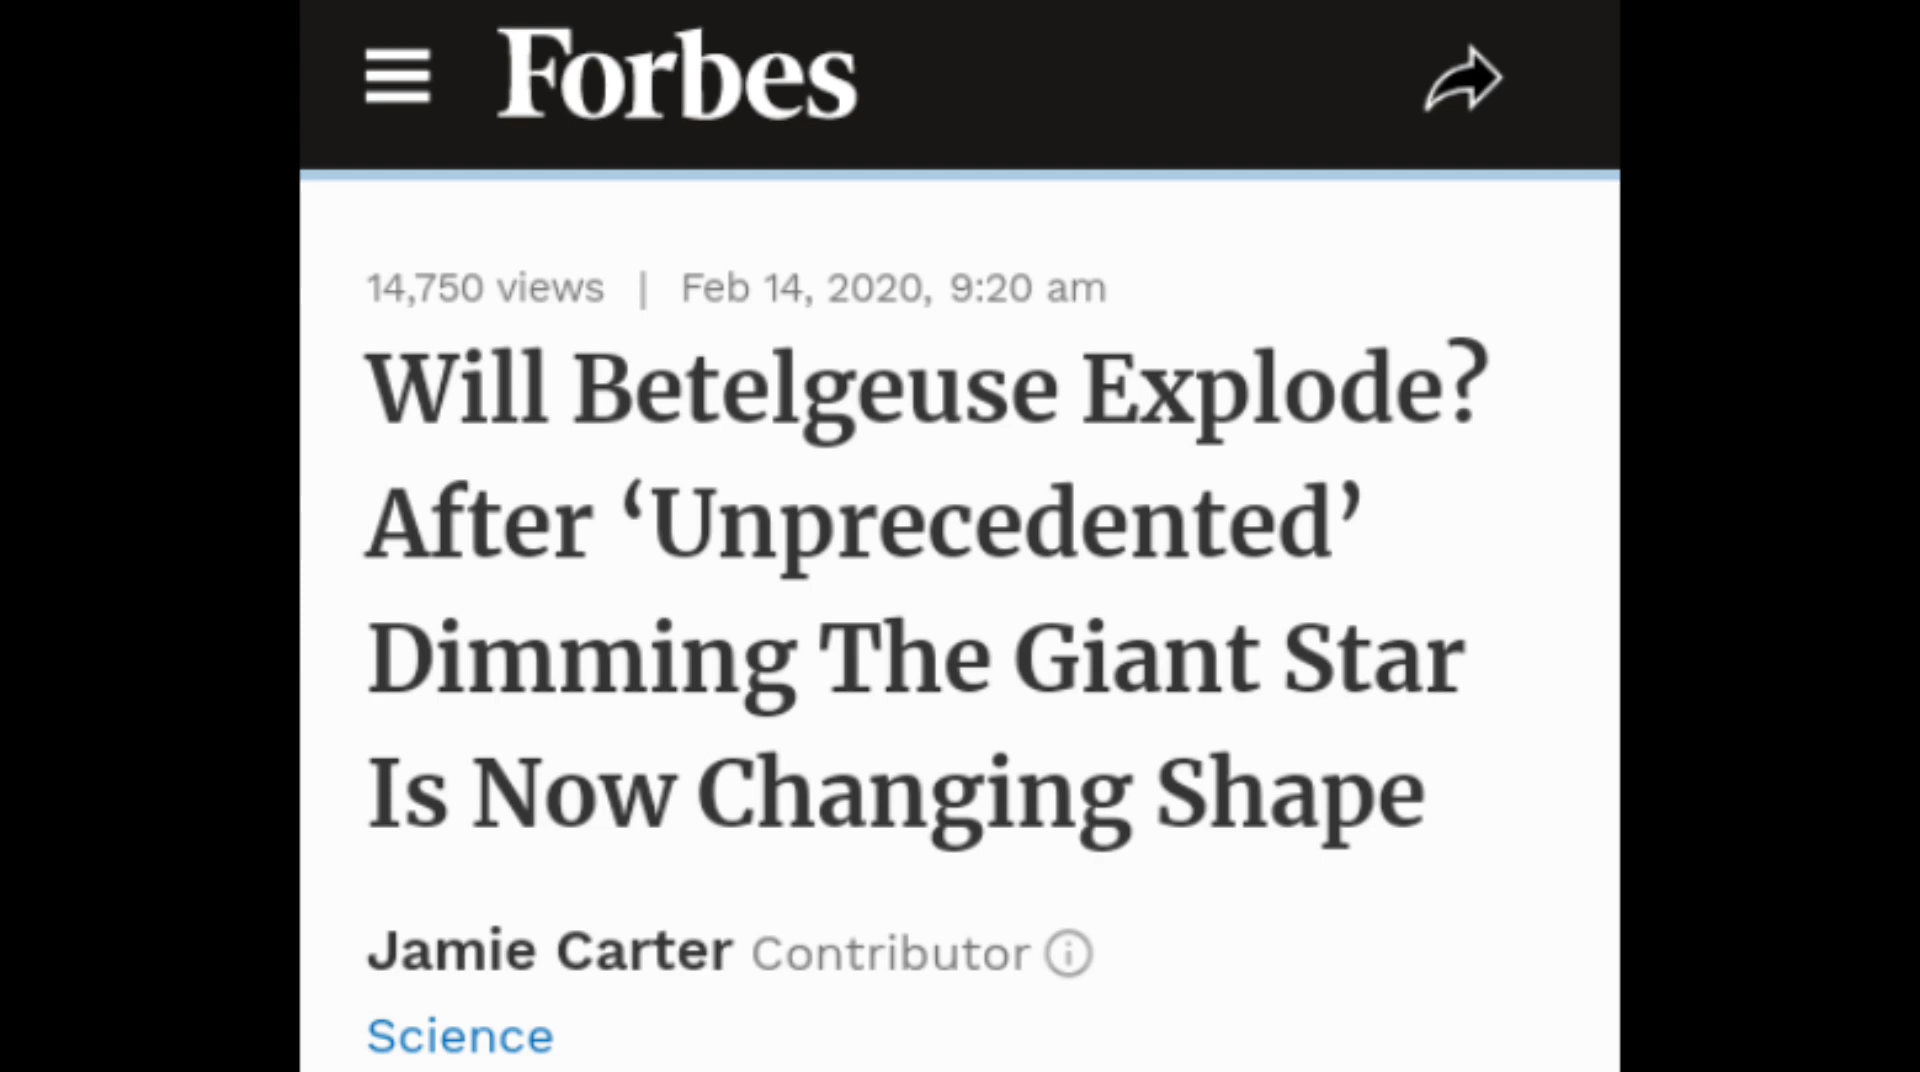 Forbes
14,750 views | Feb 14, 2020, 9:20 am
Will Betelgeuse Explode?
After ‘Unprecedented’
Dimming The Giant Star
Is Now Changing Shape
Jamie Carter Contributor
Science